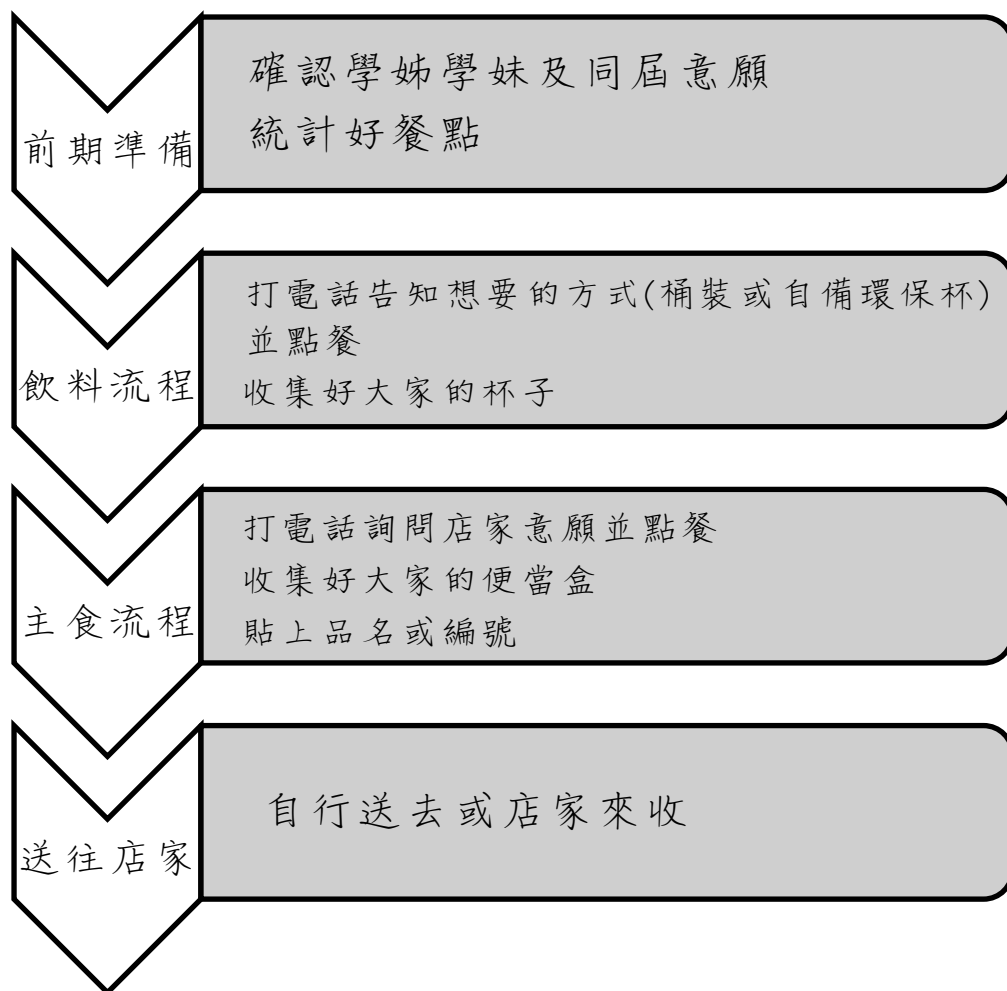 前期準備
確認學姊學妹及同屆意願
統計好餐點
飲料流程
打電話告知想要的方式(桶裝或自備環保杯)
並點餐
收集好大家的杯子
主食流程
打電話詢問店家意願並點餐
收集好大家的便當盒
貼上品名或編號
送往店家
自行送去或店家來收